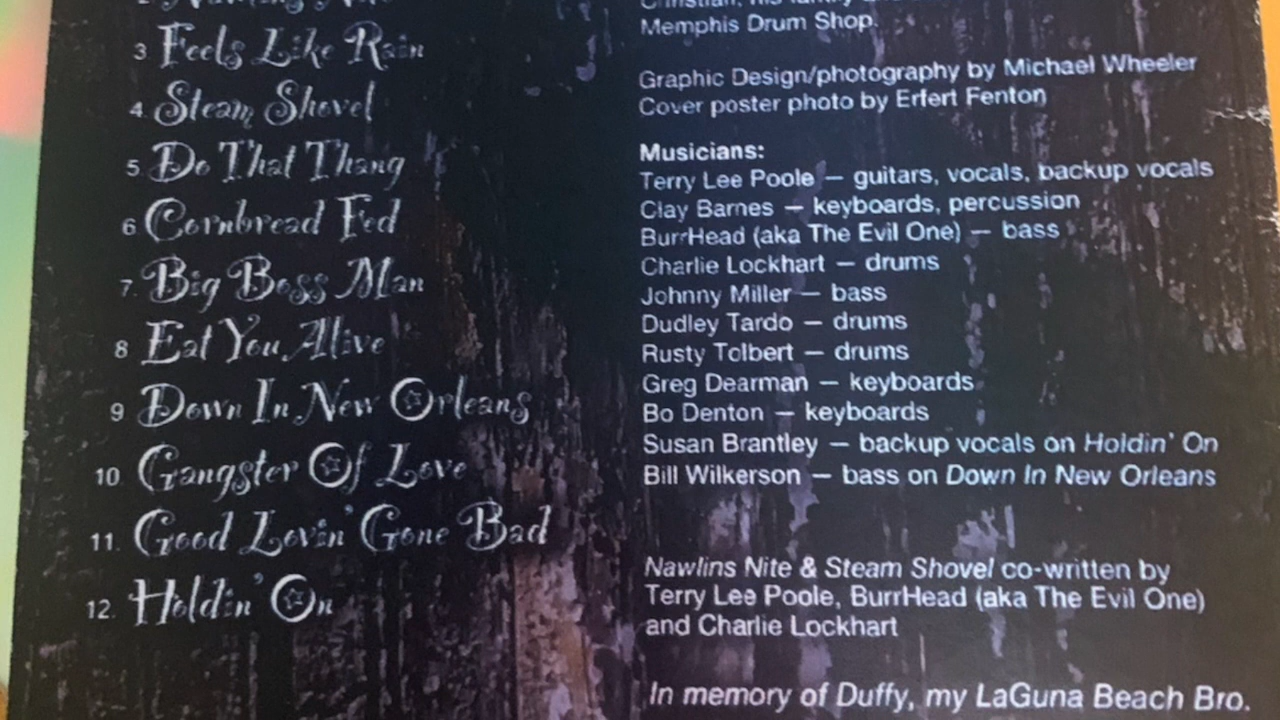 3 Feels Like Rain
4. Steam Shovel
5. Do That Thang
6 Cornbread Fed
7. Big Boss Man
8 Eat You Alive
9 Down In New Orleans
10 Gangster Of Love
11. Good Lovin' Gone Bad
12. Holdin' On
Memphis Drum Shop.
Graphic Design/photography by Michael Wheeler
Cover poster photo by Erfert Fenton
Musicians:
Terry Lee Poole — guitars, vocals, backup vocals
Clay Barnes — keyboards, percussion
BurrHead (aka The Evil One) — bass
Charlie Lockhart — drums
Johnny Miller — bass
Dudley Tardo — drums
Rusty Tolbert — drums
Greg Dearman — keyboards
Bo Denton — keyboards
Susan Brantley — backup vocals on Holdin' On
Bill Wilkerson — bass on Down In New Orleans
Nawlins Nite & Steam Shovel co-written by
Terry Lee Poole, BurrHead (aka The Evil One)
and Charlie Lockhart
In memory of Duffy, my LaGuna Beach Bro.